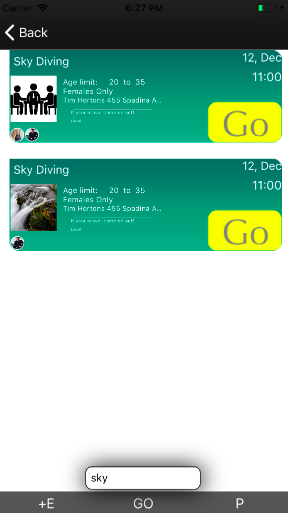 Carrier 6:27 PM
Back
Sky Diving 12, Dec
11:00
Age limit: 20 to 35
Females Only
Tim Hortons 455 Spadina A...
Go
Sky Diving 12, Dec
11:00
Age limit: 20 to 35
Females Only
Tim Hortons 455 Spadina A...
Go
sky
+E GO P